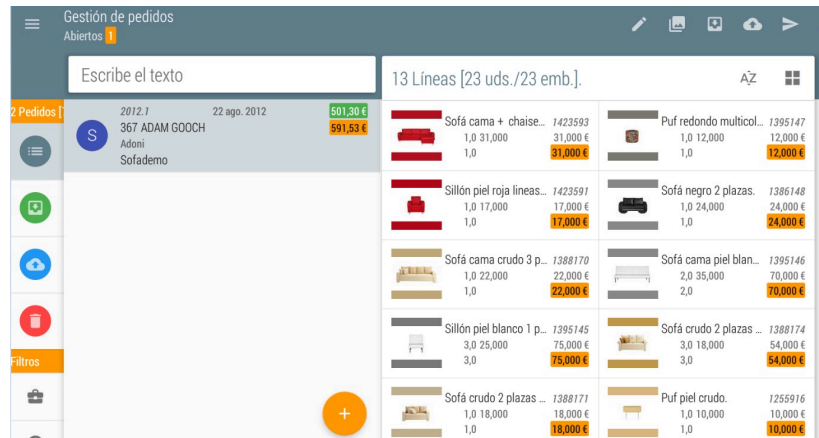 Gestión de pedidos
Abiertos 1
Escribe el texto
13 Líneas [23 uds./23 emb.].
AZ
2 Pedidos [
2012.1 22 ago. 2012 501,30 €
367 ADAM GOOCH 591,53 €
S
Adoni
Sofademo
Filtros
+
Sofá cama + chaise... 1423593
1,0 31,000 31,000 €
1,0 31,000 €
Puf redondo multicol... 1395147
1,0 12,000 12,000 €
1,0 12,000 €
Sillón piel roja lineas... 1423591
1,0 17,000 17,000 €
1,0 17,000 €
Sofá negro 2 plazas. 1386148
1,0 24,000 24,000 €
1,0 24,000 €
Sofá cama crudo 3 p... 1388170
1,0 22,000 22,000 €
1,0 22,000 €
Sofá cama piel blan... 1395146
2,0 35,000 70,000 €
2,0 70,000 €
Sillón piel blanco 1 p... 1395145
3,0 25,000 75,000 €
3,0 75,000 €
Sofá crudo 2 plazas ... 1388174
3,0 18,000 54,000 €
3,0 54,000 €
Sofá crudo 2 plazas ... 1388171
1,0 18,000 18,000 €
1,0 18,000 €
Puf piel crudo. 1255916
1,0 10,000 10,000 €
1,0 10,000 €